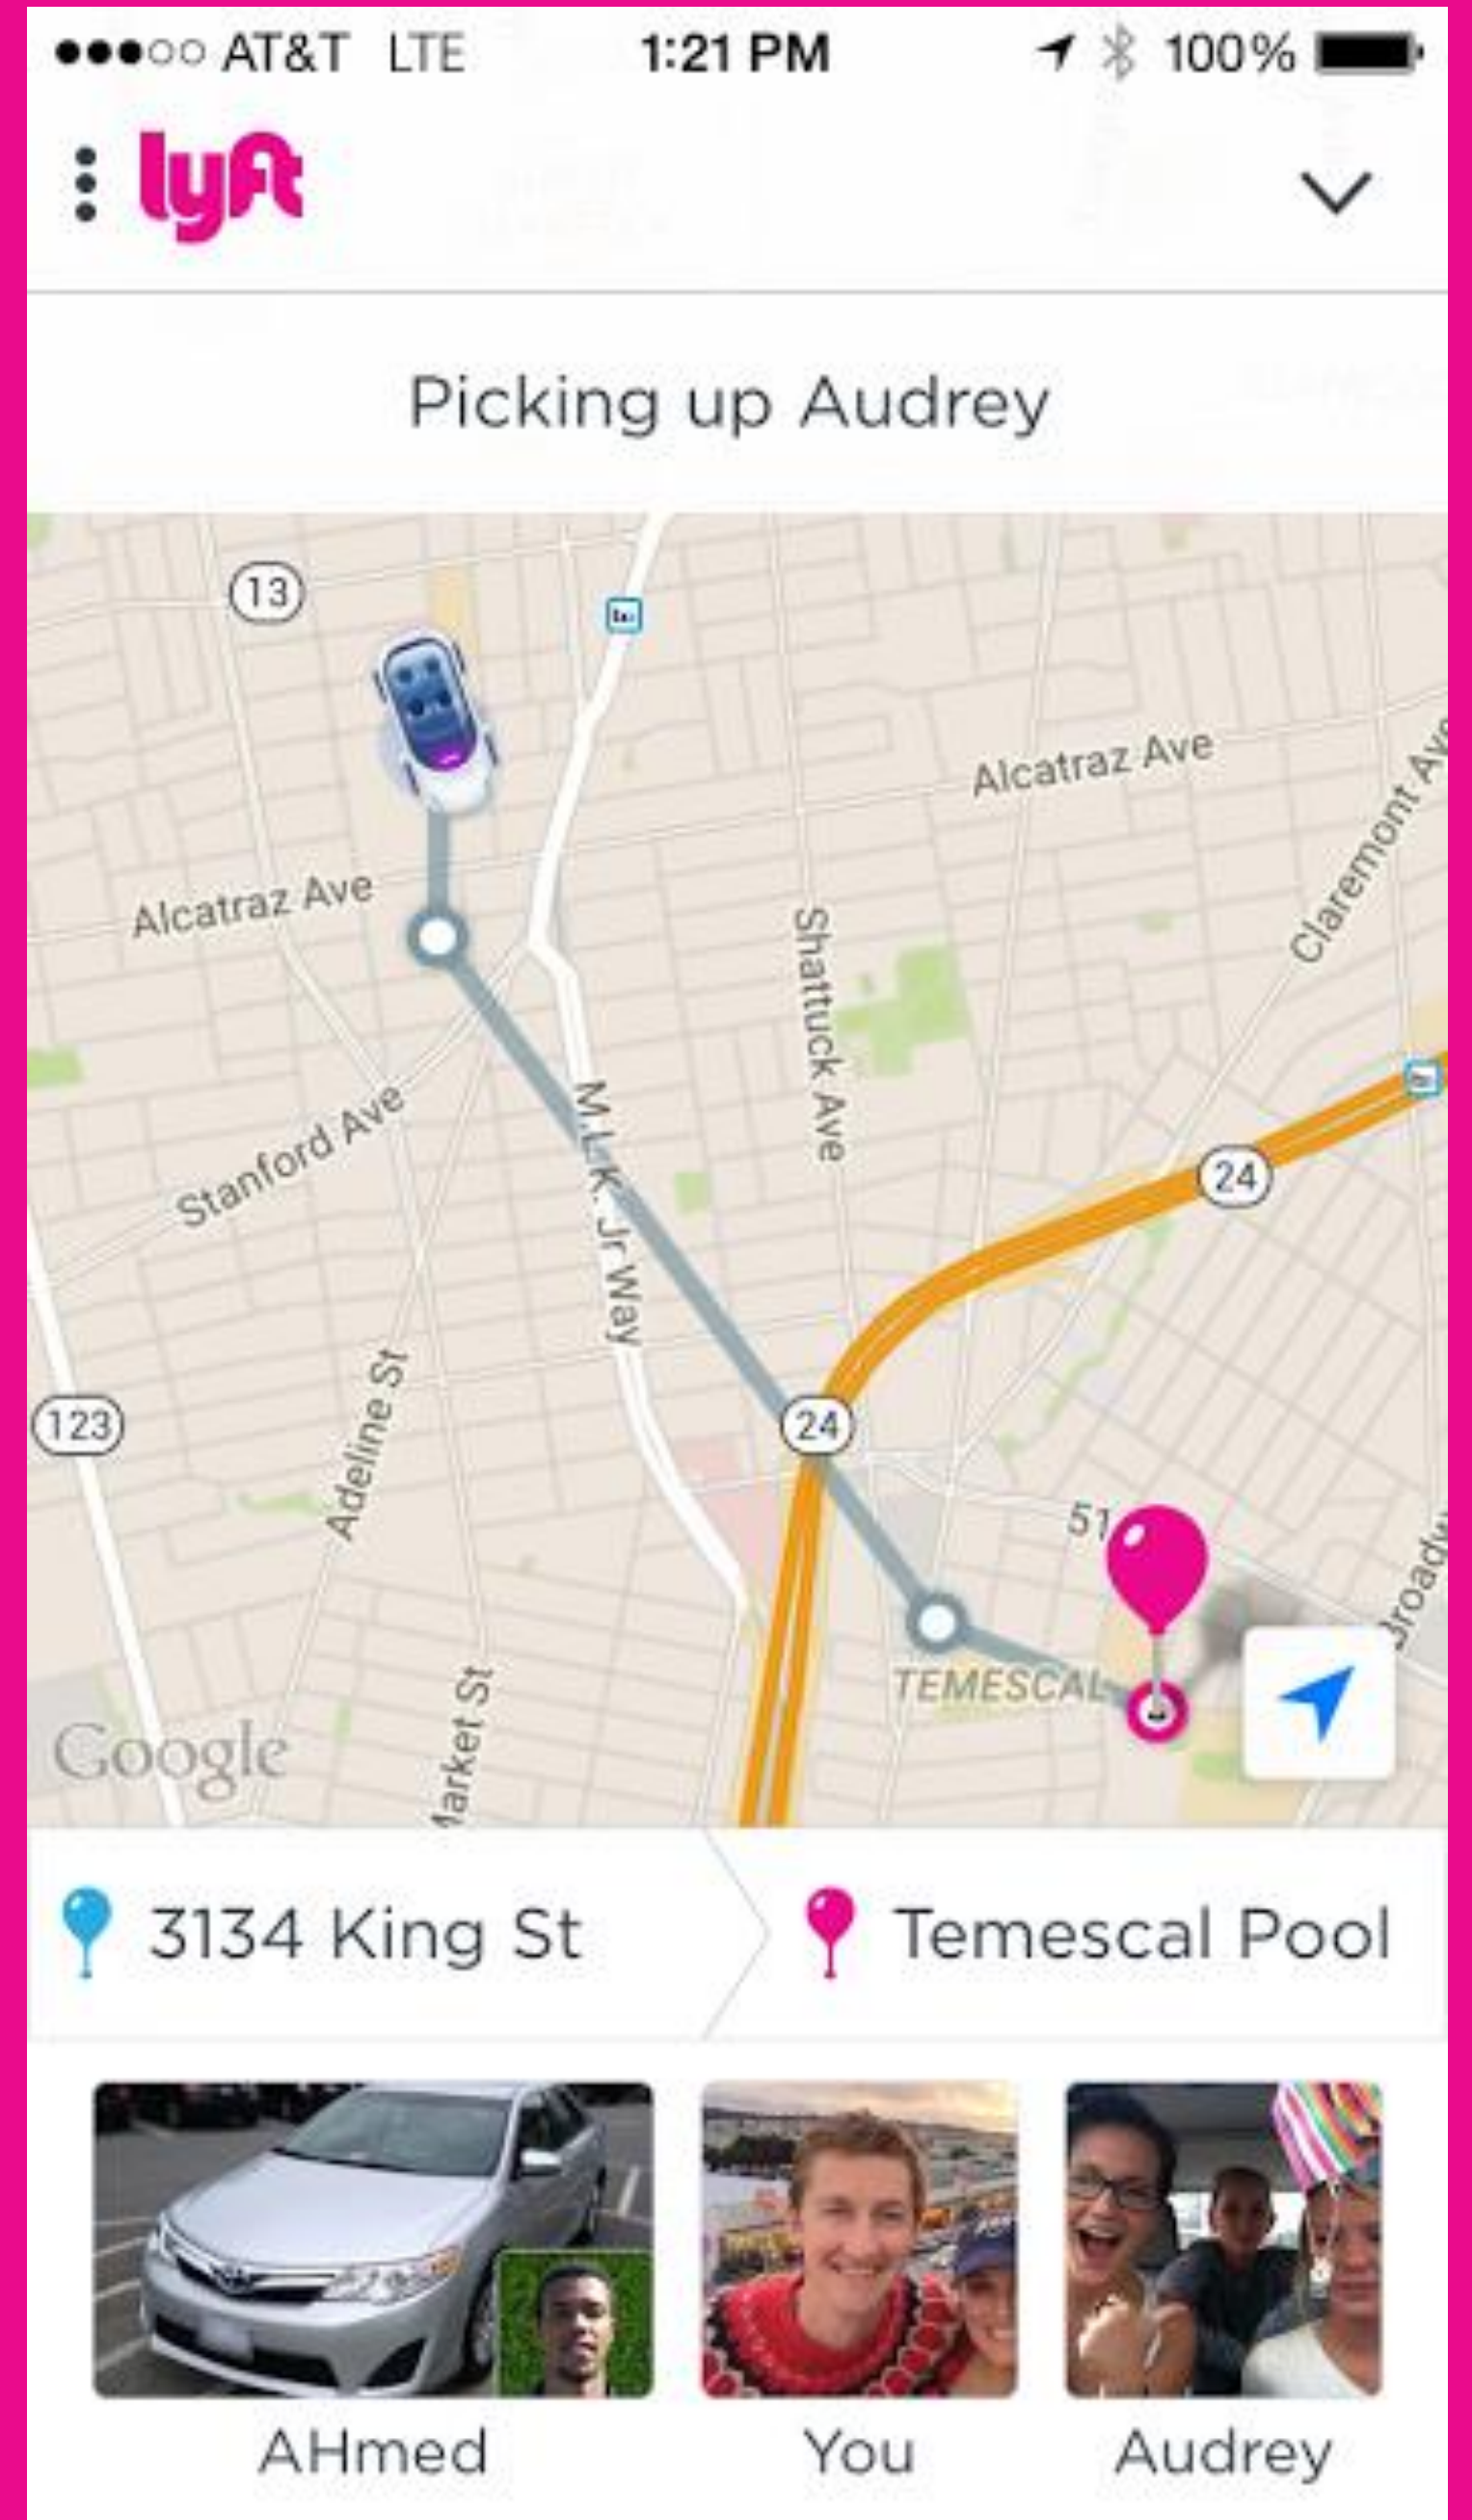 AT&T LTE 1:21 PM 100%
lyft
Picking up Audrey
13
Alcatraz Ave
Claremont Ave
Alcatraz Ave
Shattuck Ave
Stanford Ave
M.L.K. Jr Way
24
24
123
Adeline St
51
TEMESCAL
Google
3134 King St
Temescal Pool
AHmed
You
Audrey